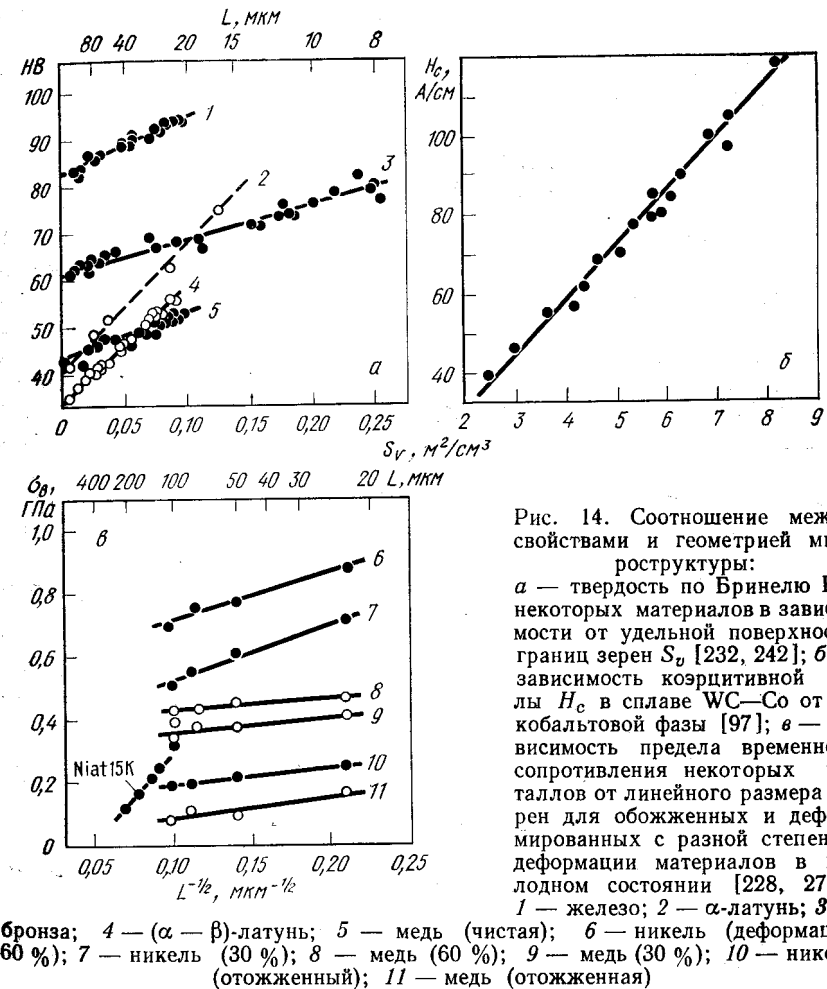 L, мкм
80 40 20 15 10 8
HB
100
90
80
70
60
50
40
1
2
3
4
5
а
0 0,05 0,10 0,15 0,20 0,25
Sv, м²/см³
Hc,
А/см
100
80
60
40
б
2 3 4 5 6 7 8 9
σв,
ГПа
400 200 100 50 40 30 20 L, мкм
1,0
0,8
0,6
0,4
0,2
0
в
6
7
8
9
10
11
Ni at 15K
0,05 0,10 0,15 0,20 0,25
L⁻¹/², мкм⁻¹/²
Рис. 14. Соотношение меж
свойствами и геометрией ми
роструктуры:
а — твердость по Бринелю
некоторых материалов в завис
мости от удельной поверхнос
границ зерен Sv [232, 242]; б
зависимость коэрцитивной
лы Hc в сплаве WC—Co от
кобальтовой фазы [97]; в —
висимость предела временн
сопротивления некоторых
таллов от линейного размера
рен для обожженных и деф
мированных с разной степен
деформации материалов в
лодном состоянии [228, 27
1 — железо; 2 — α-латунь; 3
бронза; 4 — (α — β)-латунь; 5 — медь (чистая); 6 — никель (деформац
60 %); 7 — никель (30 %); 8 — медь (60 %); 9 — медь (30 %); 10 — нике
(отожженный); 11 — медь (отожженная)